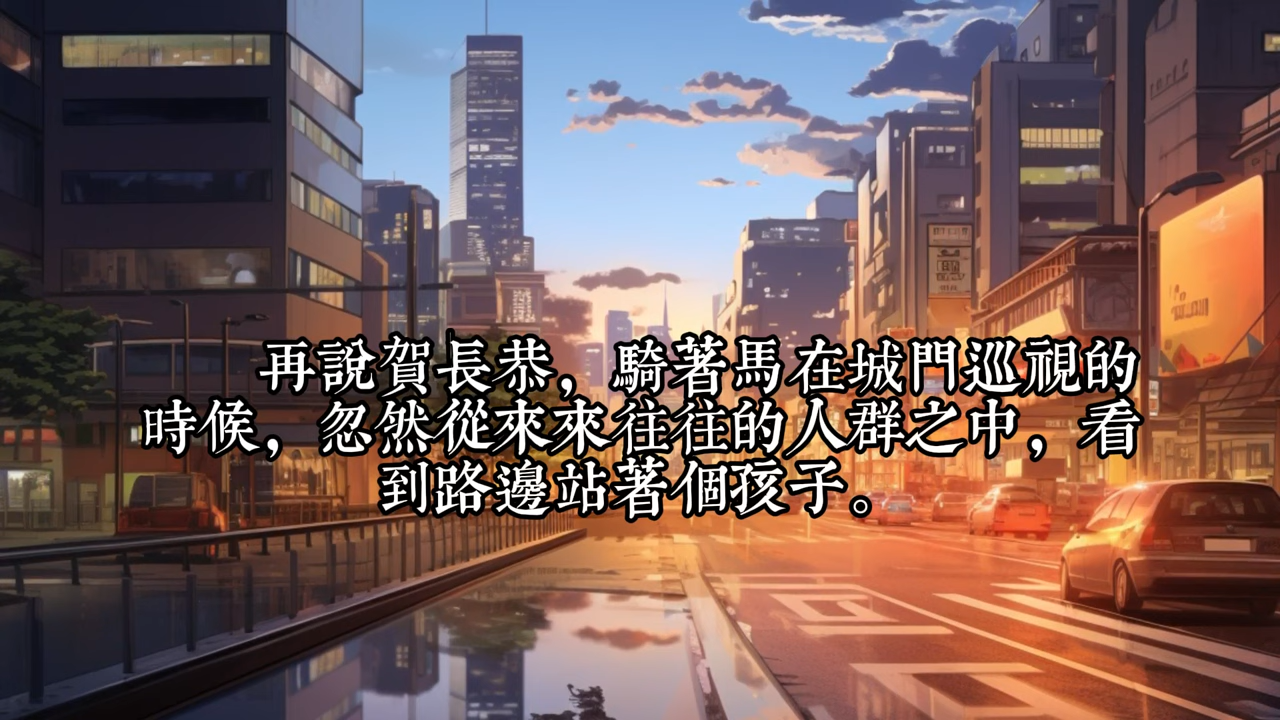 再說賀長恭，騎著馬在城門巡視的
時候，忽然從來來往往的人群之中，看
到路邊站著個孩子。